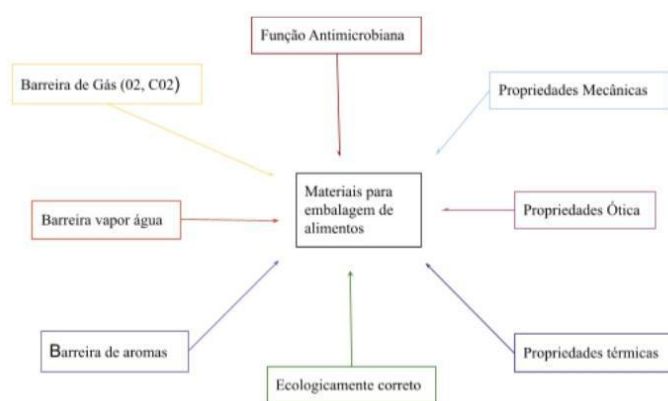 Função Antimicrobiana
Barreira de Gás (02, C02)
Propriedades Mecânicas
Materiais para
embalagem de
alimentos
Barreira vapor água
Propriedades Ótica
Barreira de aromas
Propriedades térmicas
Ecologicamente correto